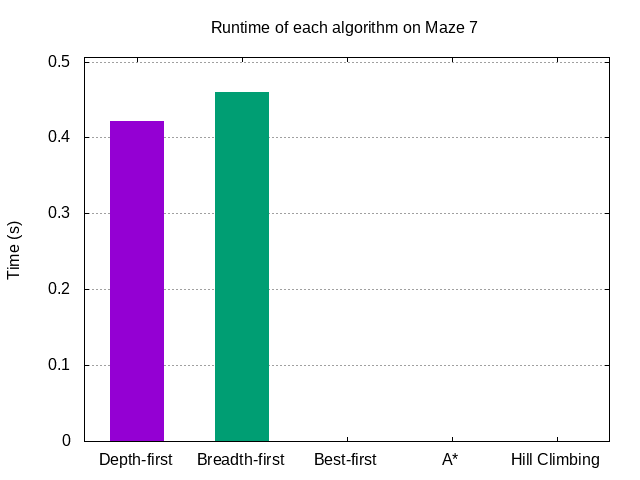 Runtime of each algorithm on Maze 7
0.5
0.4
0.3
0.2
0.1
0
Time (s)
Depth-first Breadth-first Best-first A* Hill Climbing